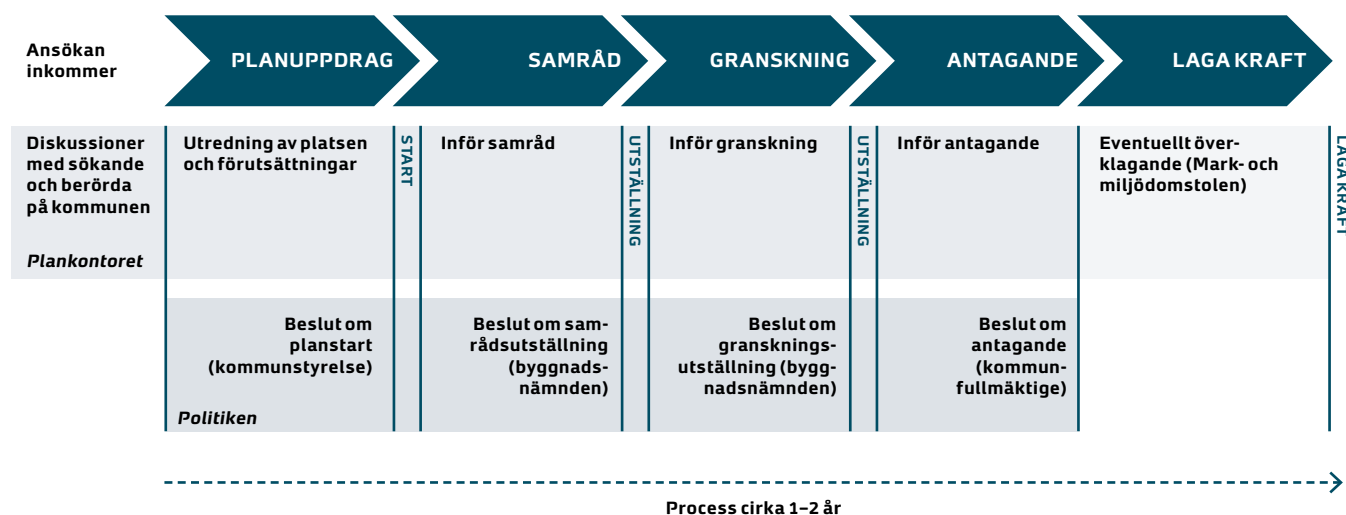 Ansökan
inkommer
PLANUPPDRAG
SAMRÅD
GRANSKNING
ANTAGANDE
LAGA KRAFT
Diskussioner
med sökande
och berörda
på kommunen
Plankontoret
Utredning av platsen
och förutsättningar
START
Inför samråd
UTSTÄLLNING
Inför granskning
UTSTÄLLNING
Inför antagande
Eventuellt över-
klagande (Mark- och
miljödomstolen)
LAGA KRAFT
Beslut om
planstart
(kommunstyrelse)
Politiken
Beslut om sam-
rådsutställning
(byggnads-
nämnden)
Beslut om
gransknings-
utställning (bygg-
nadsnämnden)
Beslut om
antagande
(kommun-
fullmäktige)
Process cirka 1–2 år